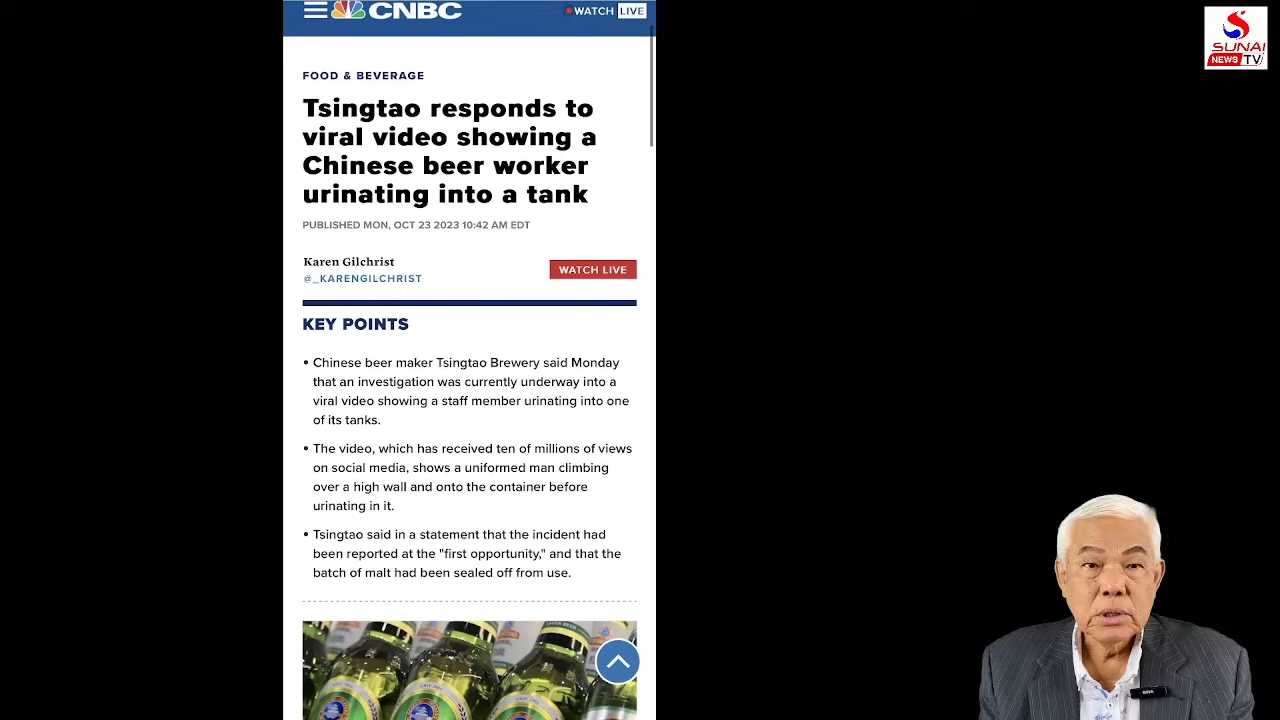 CNBC
WATCH LIVE
SUNAI
NEWS TV
FOOD & BEVERAGE
Tsingtao responds to
viral video showing a
Chinese beer worker
urinating into a tank
PUBLISHED MON, OCT 23 2023 10:42 AM EDT
Karen Gilchrist
@_KARENGILCHRIST
WATCH LIVE
KEY POINTS
• Chinese beer maker Tsingtao Brewery said Monday
that an investigation was currently underway into a
viral video showing a staff member urinating into one
of its tanks.
• The video, which has received ten of millions of views
on social media, shows a uniformed man climbing
over a high wall and onto the container before
urinating in it.
• Tsingtao said in a statement that the incident had
been reported at the "first opportunity," and that the
batch of malt had been sealed off from use.